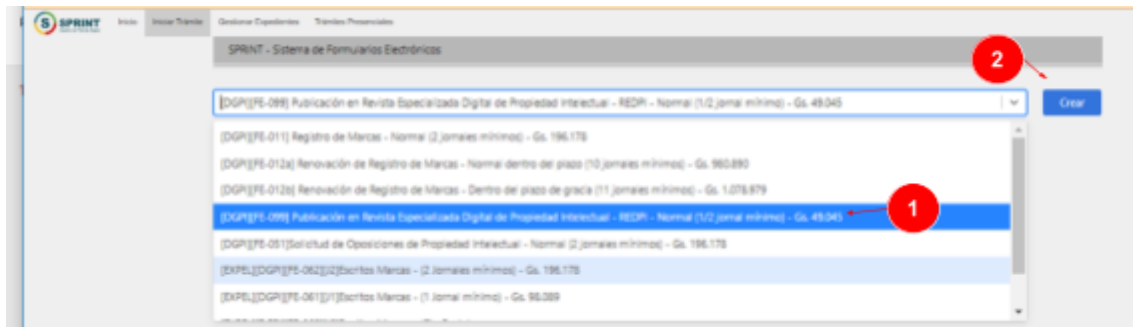 SPRINT Inicio Iniciar Trámite Gestionar Expedientes Trámites Presenciales
SPRINT - Sistema de Formularios Electrónicos
2
[DGPI][FE-099] Publicación en Revista Especializada Digital de Propiedad Intelectual - REDPI - Normal (1/2 jornal mínimo) - Gs. 49.045
Crear
[DGPI][FE-011] Registro de Marcas - Normal (2 jornales mínimos) - Gs. 196.178
[DGPI][FE-012a] Renovación de Registro de Marcas - Normal dentro del plazo (10 jornales mínimos) - Gs. 980.890
[DGPI][FE-012b] Renovación de Registro de Marcas - Dentro del plazo de gracia (11 jornales mínimos) - Gs. 1.078.979
[DGPI][FE-099] Publicación en Revista Especializada Digital de Propiedad Intelectual - REDPI - Normal (1/2 jornal mínimo) - Gs. 49.045
1
[DGPI][FE-051]Solicitud de Oposiciones de Propiedad Intelectual - Normal (2 jornales mínimos) - Gs. 196.178
[EXPEL][DGPI][FE-062][J2]Escritos Marcas - (2 Jornales mínimos) - Gs. 196.178
[EXPEL][DGPI][FE-061][J1]Escritos Marcas - (1 Jornal mínimo) - Gs. 98.089